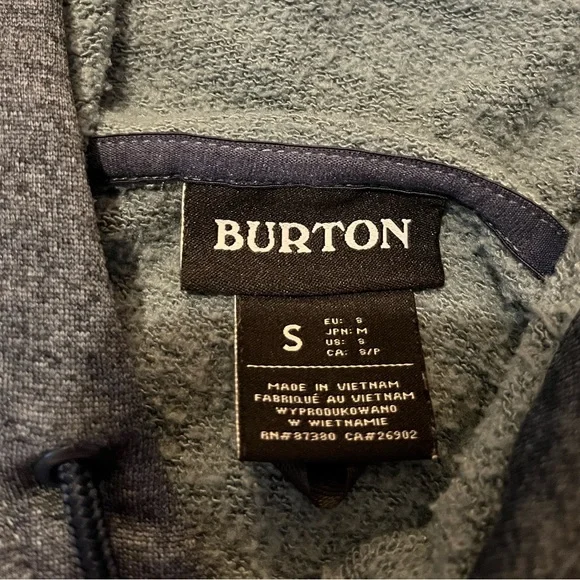 BURTON
S
EU: S
JPN: M
US: S
CA: S/P
MADE IN VIETNAM
FABRIQUÉ AU VIETNAM
WYPRODUKOWANO
W WIETNAMIE
RN#87380 CA#26902